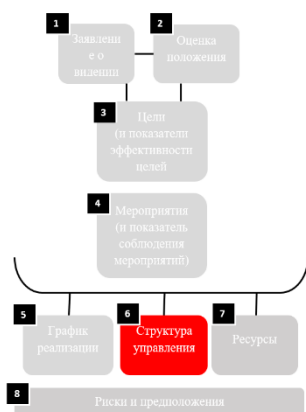 1
Заявлени
е о
видении
2
Оценка
положения
3
Цели
(и показатели
эффективности
целей
4
Мероприятия
(и показатель
соблюдения
мероприятий)
5
График
реализации
6
Структура
управления
7
Ресурсы
8
Риски и предположения